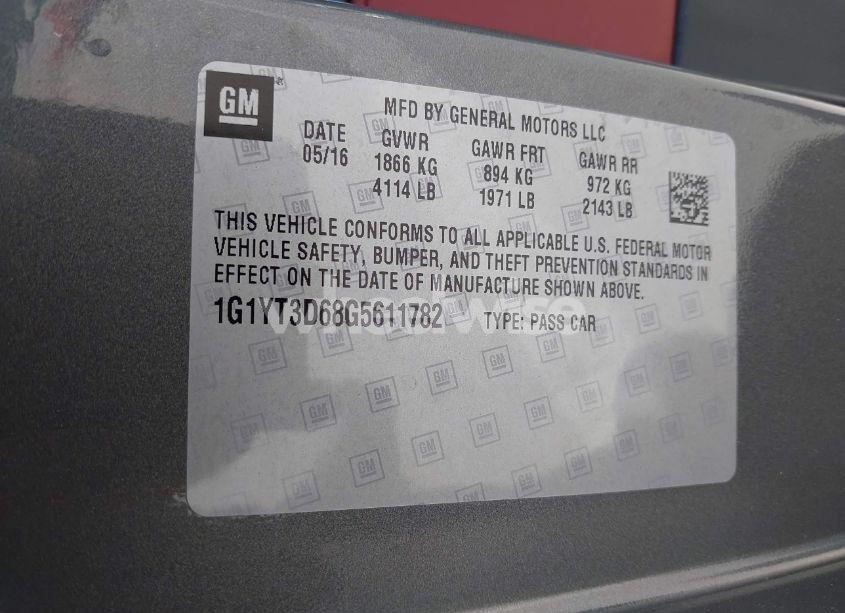 GM
MFD BY GENERAL MOTORS LLC
DATE GVWR GAWR FRT GAWR RR
05/16 1866 KG 894 KG 972 KG
4114 LB 1971 LB 2143 LB
THIS VEHICLE CONFORMS TO ALL APPLICABLE U.S. FEDERAL MOTOR
VEHICLE SAFETY, BUMPER, AND THEFT PREVENTION STANDARDS IN
EFFECT ON THE DATE OF MANUFACTURE SHOWN ABOVE.
1G1YT3D68G5611782 TYPE: PASS CAR